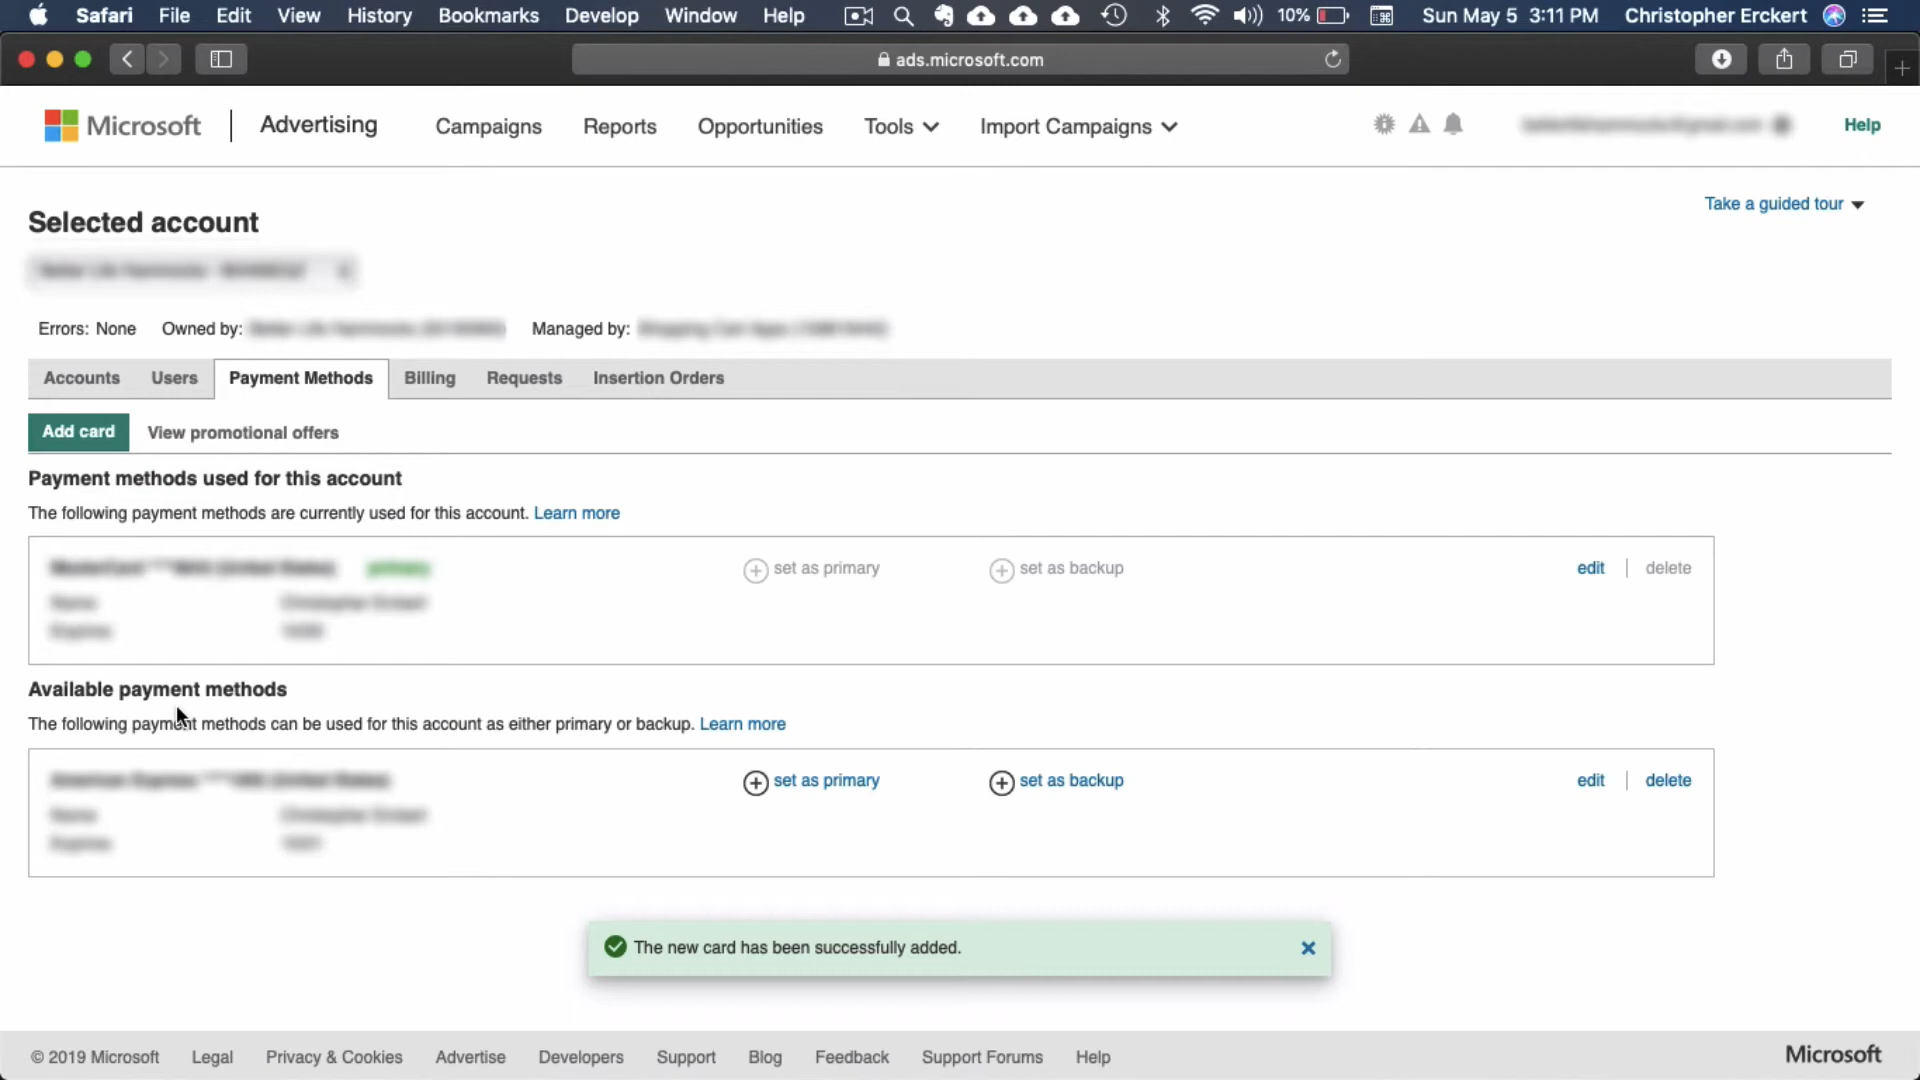 Safari File Edit View History Bookmarks Develop Window Help 10% Sun May 5 3:11 PM Christopher Erckert
ads.microsoft.com
Microsoft Advertising Campaigns Reports Opportunities Tools Import Campaigns Help
Take a guided tour
Selected account
Errors: None Owned by: Managed by:
Accounts Users Payment Methods Billing Requests Insertion Orders
Add card View promotional offers
Payment methods used for this account
The following payment methods are currently used for this account. Learn more
set as primary set as backup edit | delete
Available payment methods
The following payment methods can be used for this account as either primary or backup. Learn more
set as primary set as backup edit | delete
The new card has been successfully added.
© 2019 Microsoft Legal Privacy & Cookies Advertise Developers Support Blog Feedback Support Forums Help Microsoft